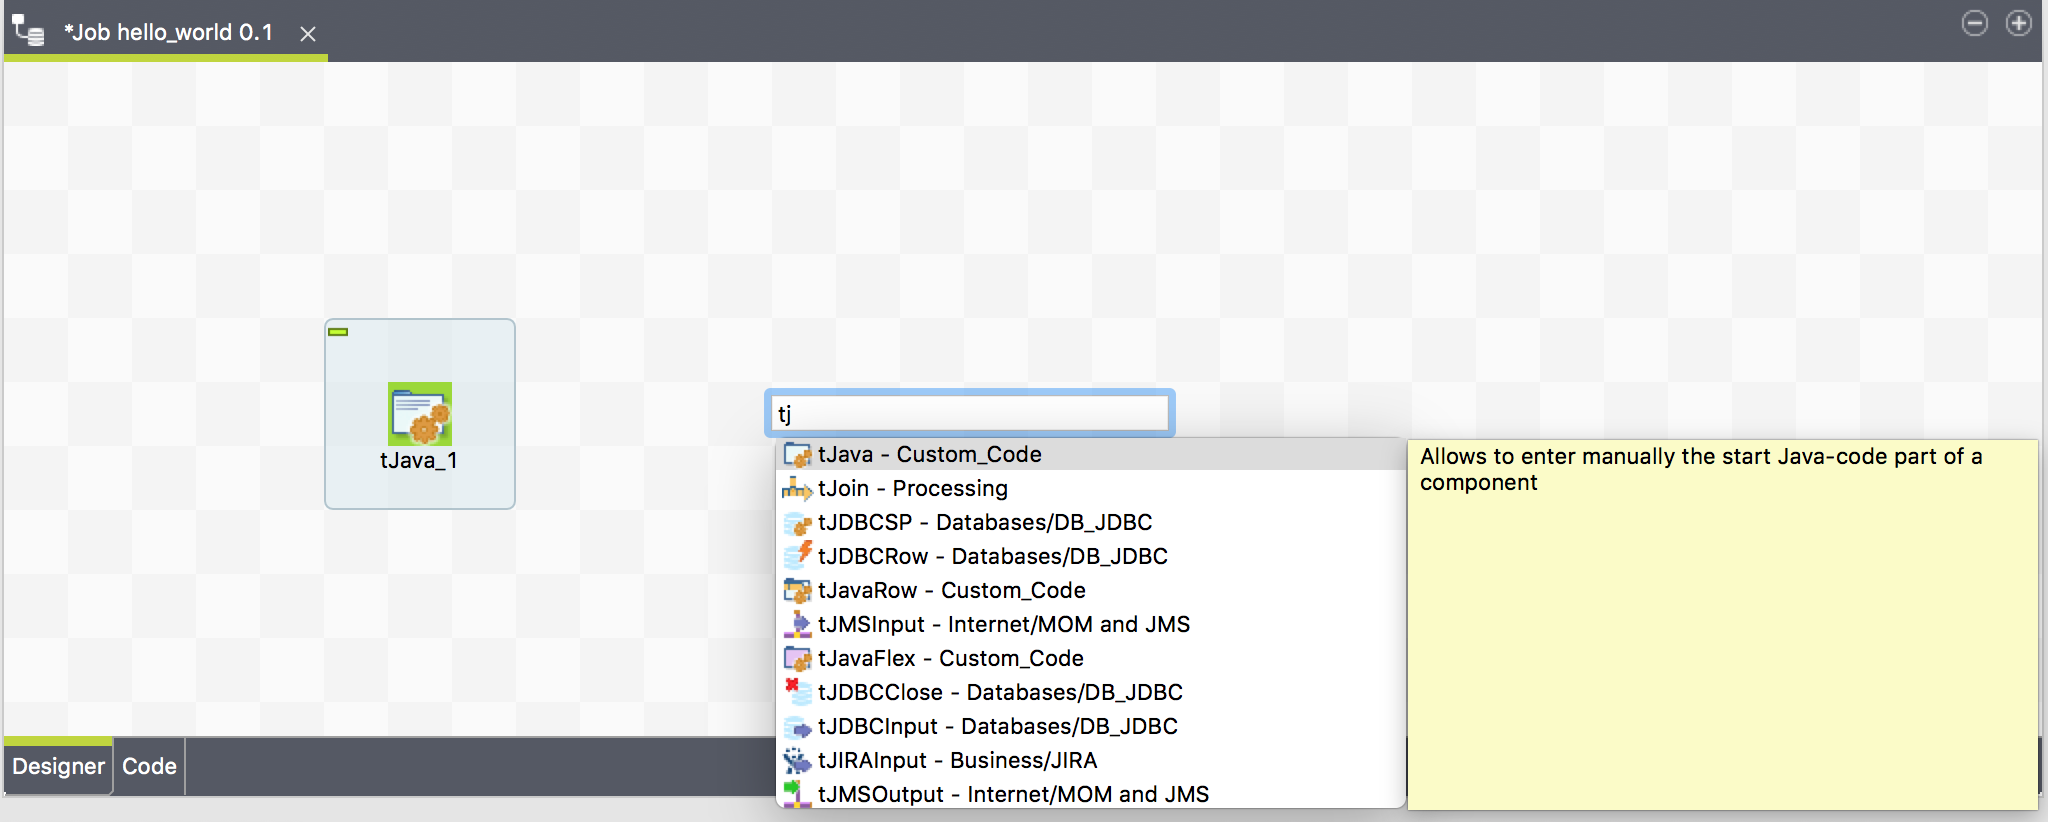 *Job hello_world 0.1
tJava_1
tj
tJava - Custom_Code
tJoin - Processing
tJDBCSP - Databases/DB_JDBC
tJDBCRow - Databases/DB_JDBC
tJavaRow - Custom_Code
tJMSInput - Internet/MOM and JMS
tJavaFlex - Custom_Code
tJDBCClose - Databases/DB_JDBC
tJDBCInput - Databases/DB_JDBC
tJIRAInput - Business/JIRA
tJMSOutput - Internet/MOM and JMS
Allows to enter manually the start Java-code part of a
component
Designer
Code